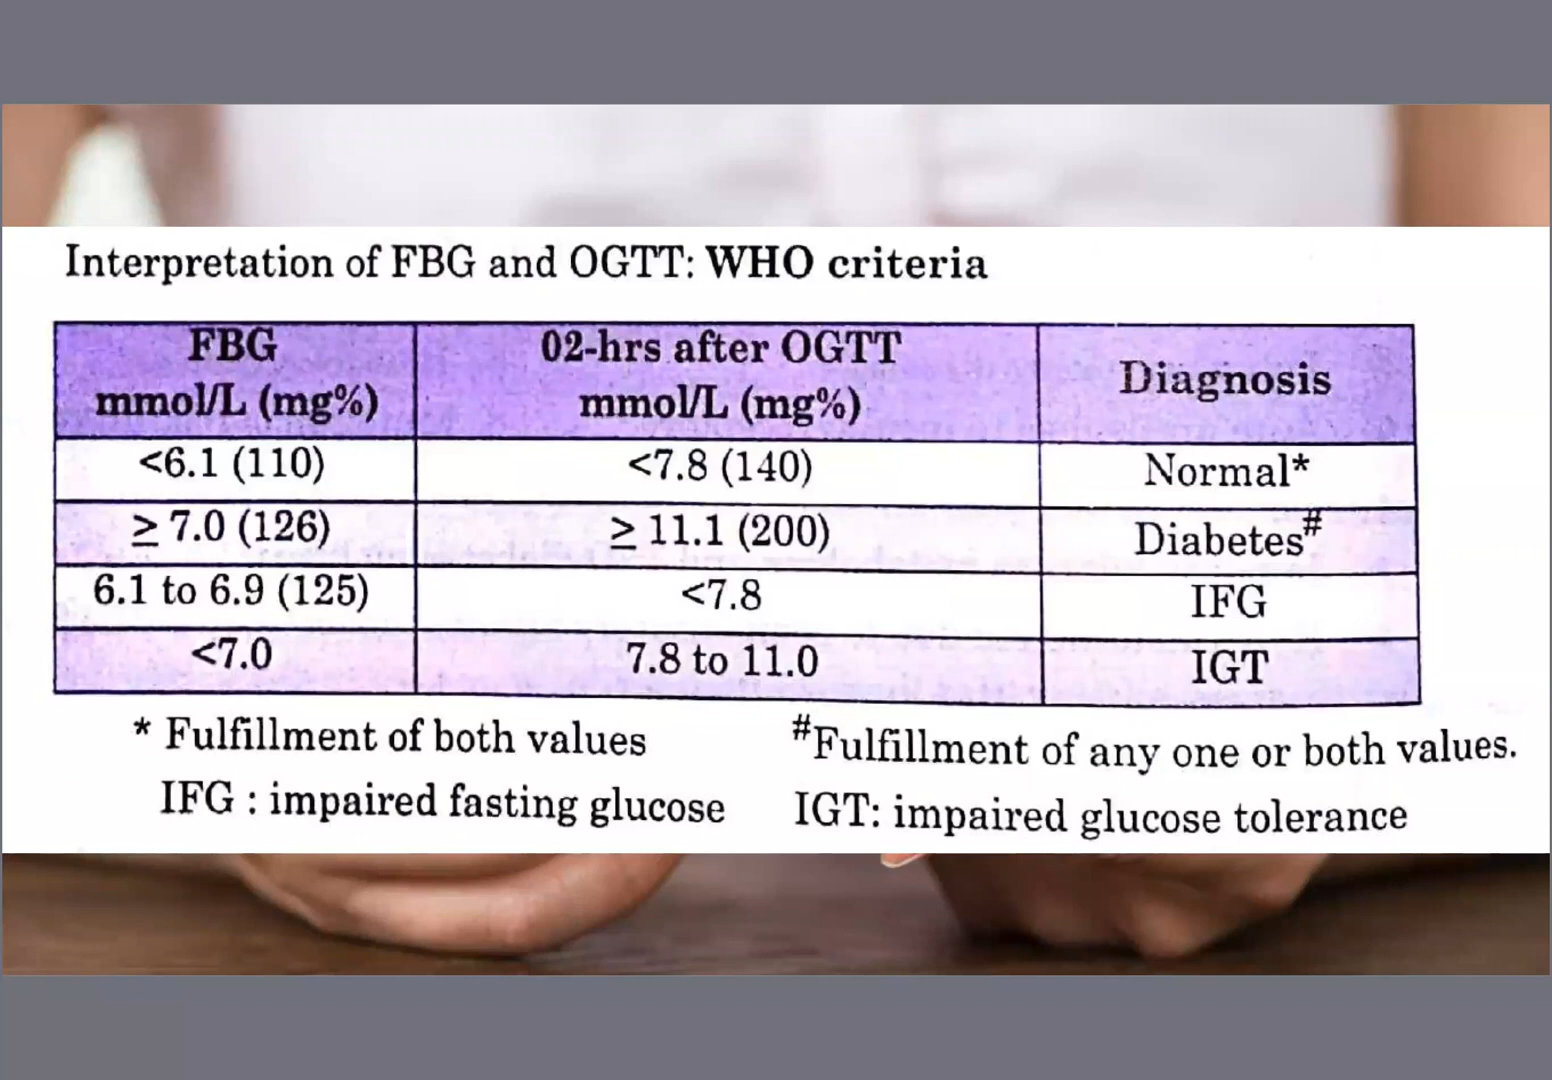 Interpretation of FBG and OGTT: WHO criteria
FBG mmol/L (mg%) 02-hrs after OGTT mmol/L (mg%) Diagnosis
<6.1 (110) <7.8 (140) Normal*
≥ 7.0 (126) ≥ 11.1 (200) Diabetes#
6.1 to 6.9 (125) <7.8 IFG
<7.0 7.8 to 11.0 IGT
* Fulfillment of both values #Fulfillment of any one or both values.
IFG : impaired fasting glucose IGT: impaired glucose tolerance